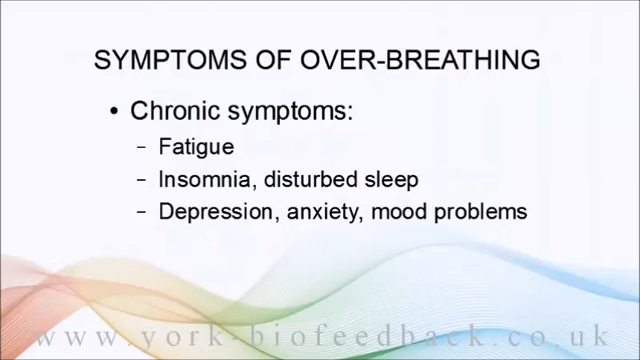 SYMPTOMS OF OVER-BREATHING
• Chronic symptoms:
– Fatigue
– Insomnia, disturbed sleep
– Depression, anxiety, mood problems
www.york-biofeedback.co.uk